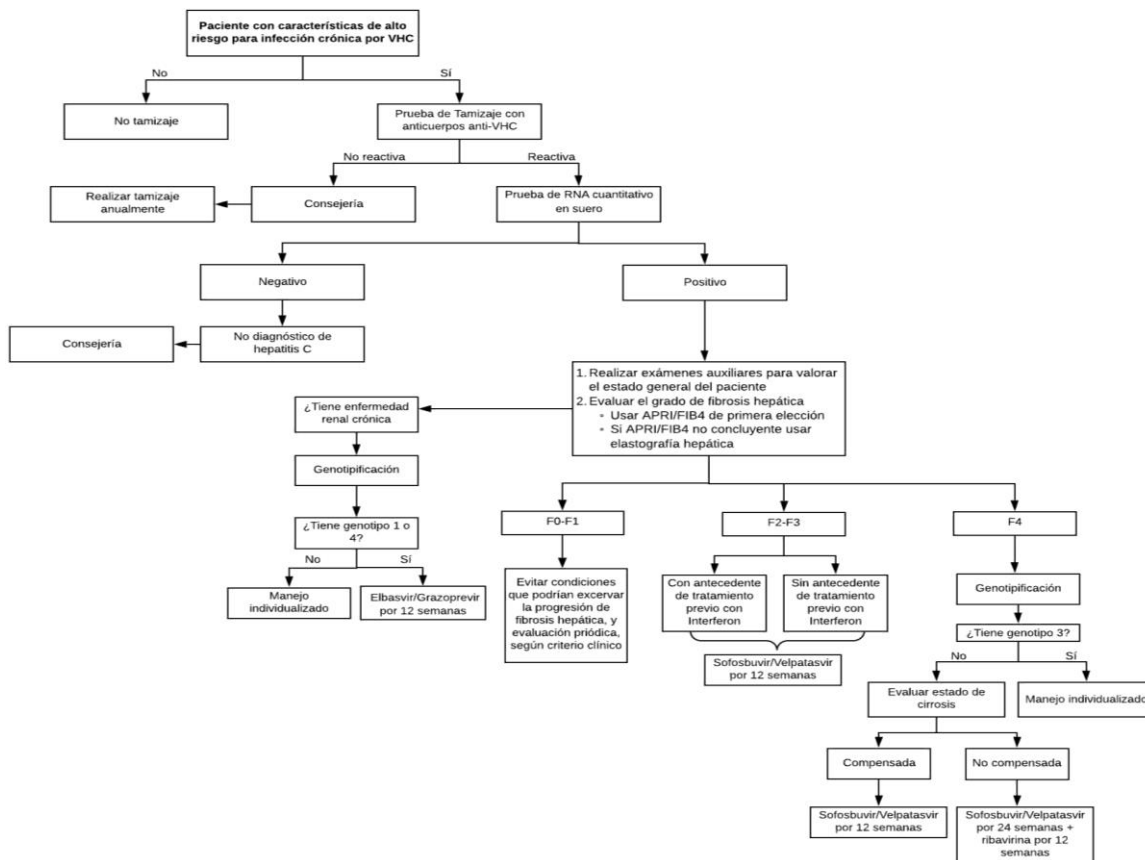 Paciente con características de alto
riesgo para infección crónica por VHC
No
Sí
No tamizaje
Prueba de Tamizaje con
anticuerpos anti-VHC
No reactiva
Reactiva
Realizar tamizaje
anualmente
Consejería
Prueba de RNA cuantitativo
en suero
Negativo
Positivo
Consejería
No diagnóstico de
hepatitis C
1. Realizar exámenes auxiliares para valorar
el estado general del paciente
2. Evaluar el grado de fibrosis hepática
◦ Usar APRI/FIB4 de primera elección
◦ Si APRI/FIB4 no concluyente usar
elastografía hepática
¿Tiene enfermedad
renal crónica
Genotipificación
¿Tiene genotipo 1 o
4?
No
Sí
Manejo
individualizado
Elbasvir/Grazoprevir
por 12 semanas
F0-F1
Evitar condiciones
que podrían excervar
la progresión de
fibrosis hepática, y
evaluación priódica,
según criterio clínico
F2-F3
Con antecedente
de tratamiento
previo con
Interferon
Sin antecedente
de tratamiento
previo con
Interferon
Sofosbuvir/Velpatasvir
por 12 semanas
F4
Genotipificación
¿Tiene genotipo 3?
No
Sí
Evaluar estado de
cirrosis
Manejo individualizado
Compensada
No compensada
Sofosbuvir/Velpatasvir
por 12 semanas
Sofosbuvir/Velpatasvir
por 24 semanas +
ribavirina por 12
semanas